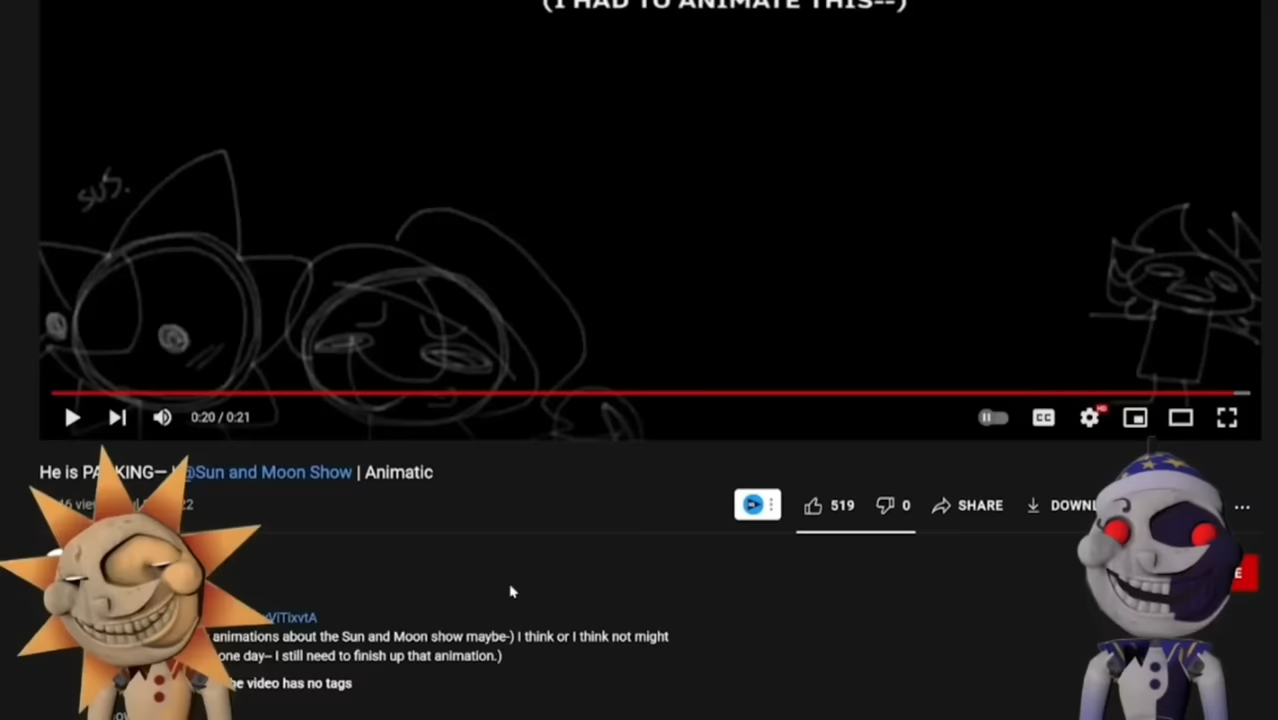 (I HAD TO ANIMATE THIS--)
sus.
0:20 / 0:21
CC
HD
He is PA KING— @Sun and Moon Show | Animatic
519
0
SHARE
animations about the Sun and Moon show maybe-) I think or I think not might
one day-- I still need to finish up that animation.)
video has no tags